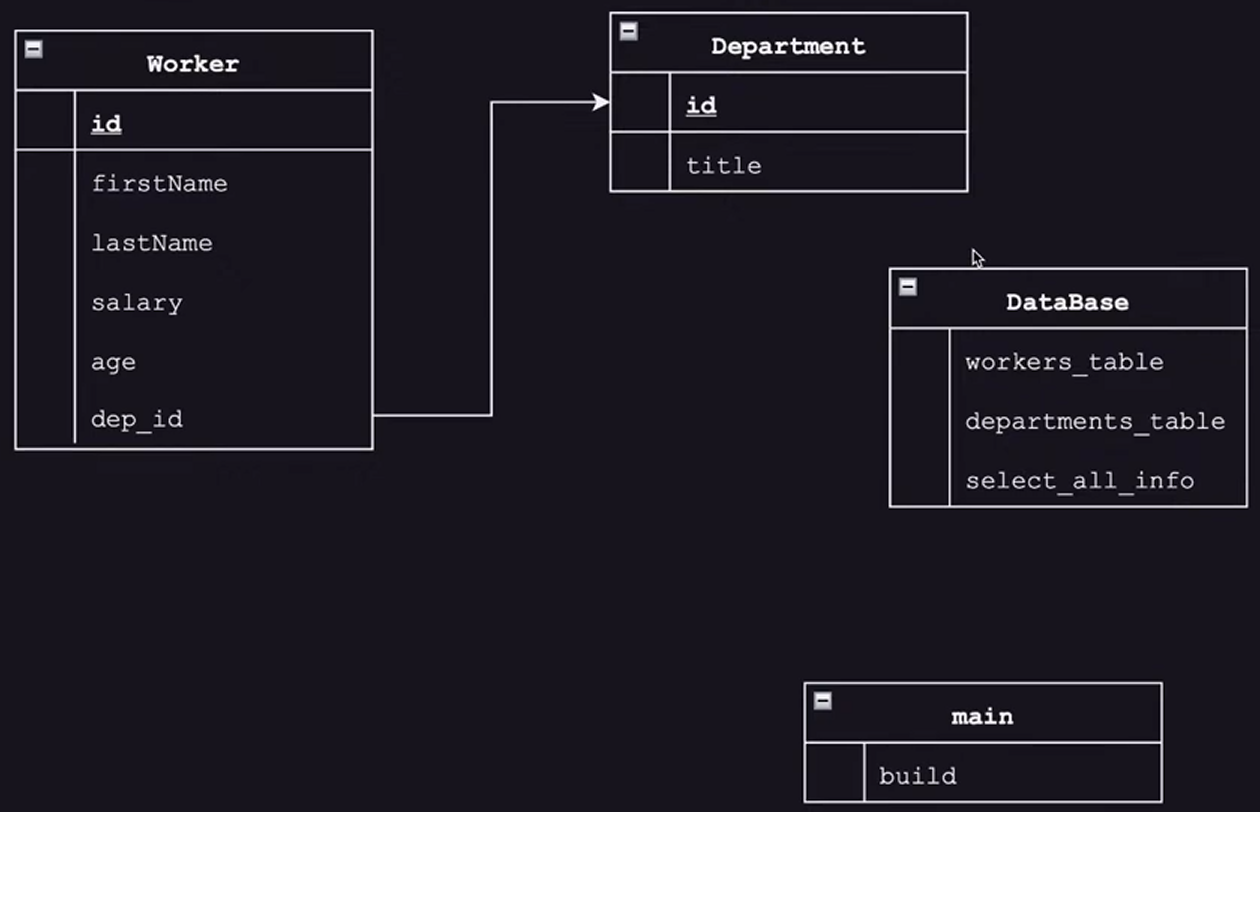 Worker
id
firstName
lastName
salary
age
dep_id
Department
id
title
DataBase
workers_table
departments_table
select_all_info
main
build